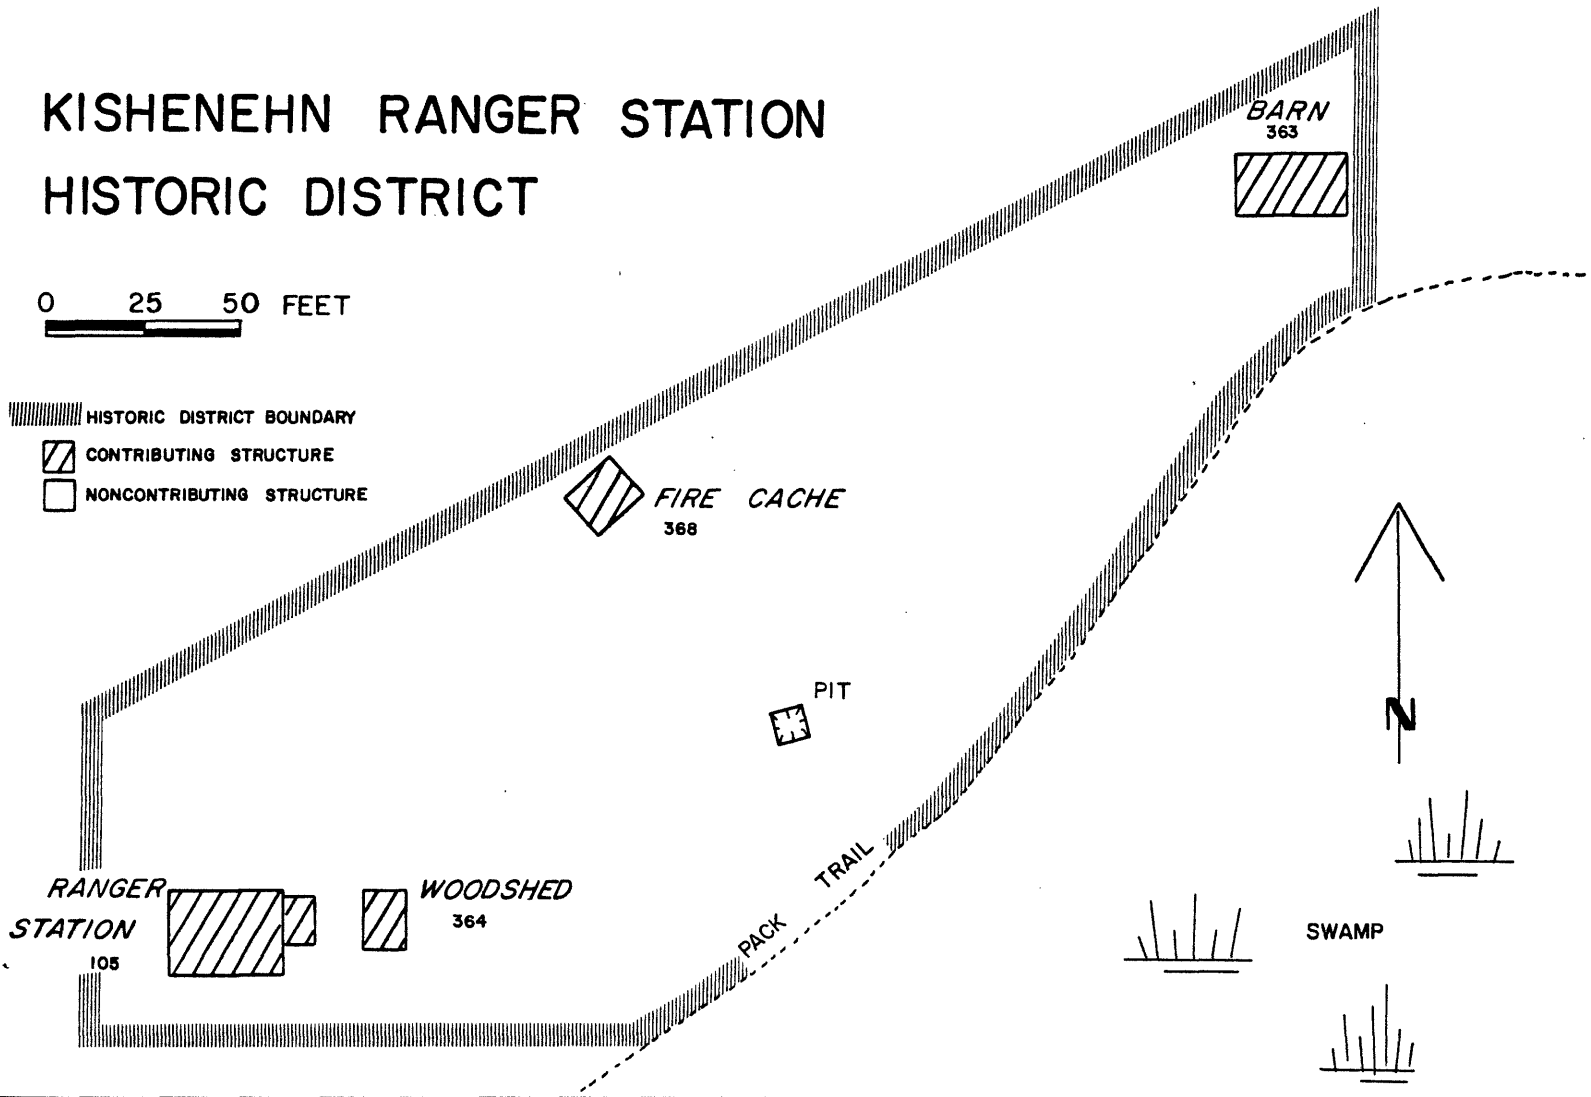 KISHENEHN RANGER STATION
HISTORIC DISTRICT
0 25 50 FEET
HISTORIC DISTRICT BOUNDARY
CONTRIBUTING STRUCTURE
NONCONTRIBUTING STRUCTURE
BARN
363
FIRE CACHE
368
PIT
N
RANGER
STATION
105
WOODSHED
364
PACK TRAIL
SWAMP